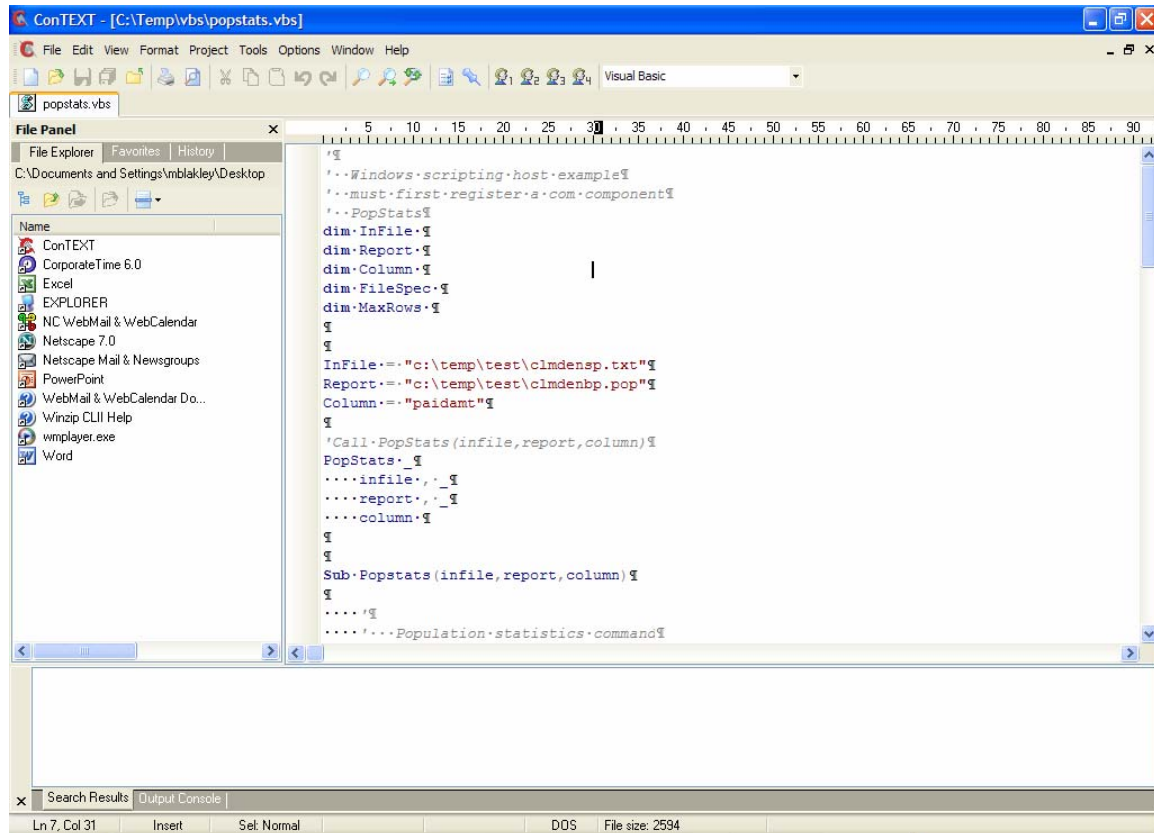 ConTEXT - [C:\Temp\vbs\popstats.vbs]
File Edit View Format Project Tools Options Window Help
Visual Basic
popstats.vbs
File Panel
5 10 15 20 25 30 35 40 45 50 55 60 65 70 75 80 85 90
File Explorer Favorites History
C:\Documents and Settings\mblakley\Desktop
Name
ConTEXT
CorporateTime 6.0
Excel
EXPLORER
NC WebMail & WebCalendar
Netscape 7.0
Netscape Mail & Newsgroups
PowerPoint
WebMail & WebCalendar Do...
Winzip CLII Help
wmplayer.exe
Word
'¶
'··Windows·scripting·host·example¶
'··must·first·register·a·com·component¶
'··PopStats¶
dim·InFile·¶
dim·Report·¶
dim·Column·¶
dim·FileSpec·¶
dim·MaxRows·¶
¶
¶
InFile·=·"c:\temp\test\clmdensp.txt"¶
Report·=·"c:\temp\test\clmdenbp.pop"¶
Column·=·"paidamt"¶
¶
'Call·PopStats(infile,report,column)¶
PopStats·_¶
····infile·,·_¶
····report·,·_¶
····column·¶
¶
¶
Sub·Popstats(infile,report,column)¶
¶
····'¶
····'···Population·statistics·command¶
Search Results Output Console
Ln 7, Col 31 Insert Sel: Normal DOS File size: 2594